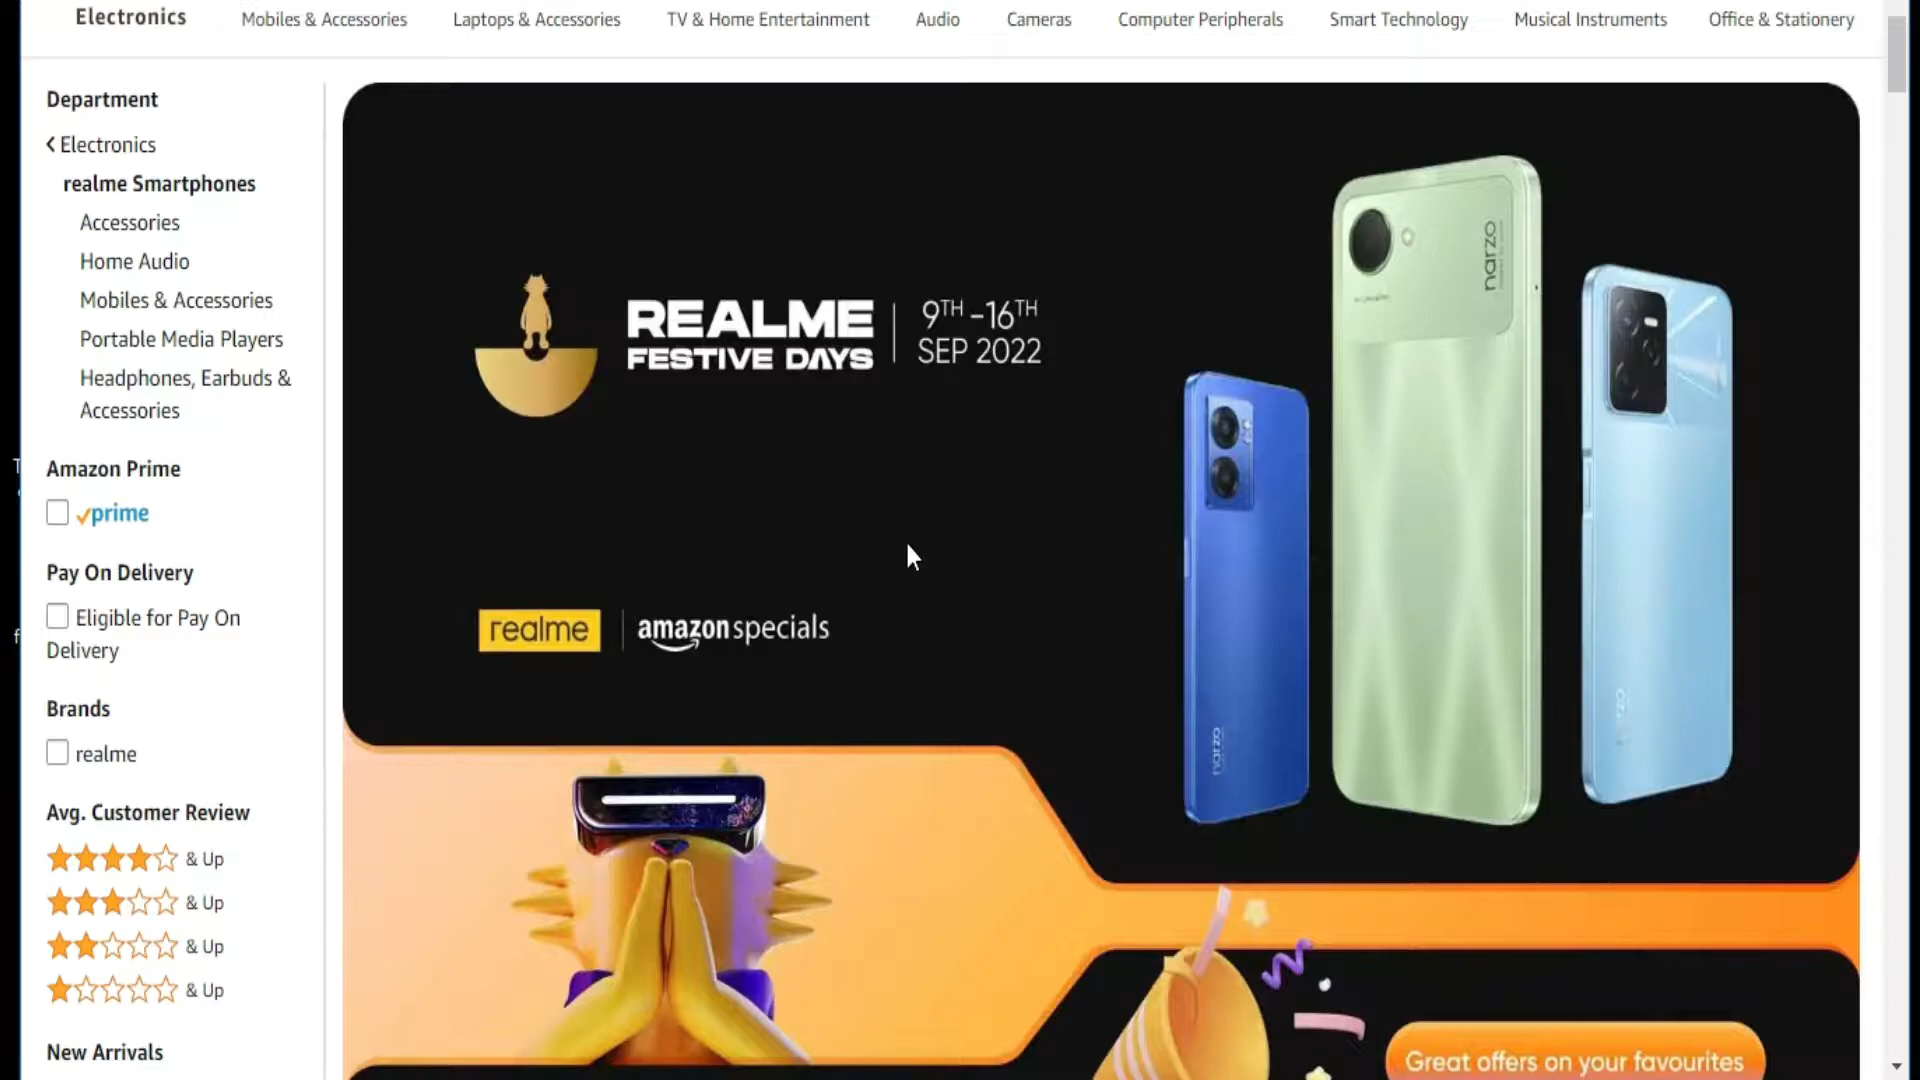 Electronics
Mobiles & Accessories
Laptops & Accessories
TV & Home Entertainment
Audio
Cameras
Computer Peripherals
Smart Technology
Musical Instruments
Office & Stationery
Department
Electronics
realme Smartphones
Accessories
Home Audio
Mobiles & Accessories
Portable Media Players
Headphones, Earbuds &
Accessories
Amazon Prime
prime
Pay On Delivery
Eligible for Pay On
Delivery
Brands
realme
Avg. Customer Review
& Up
& Up
& Up
& Up
New Arrivals
REALME
FESTIVE DAYS
9TH -16TH
SEP 2022
realme
amazon specials
narzo
narzo
narzo
Great offers on your favourites